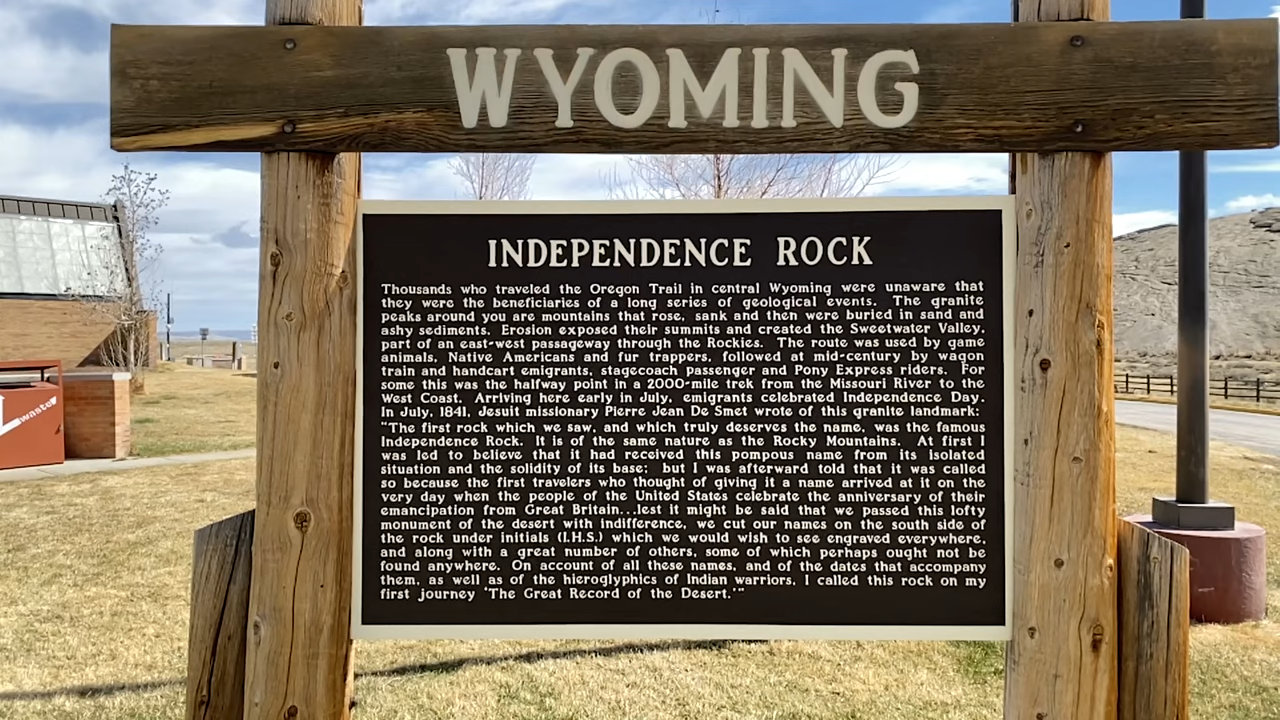 WYOMING
INDEPENDENCE ROCK
Thousands who traveled the Oregon Trail in central Wyoming were unaware that
they were the beneficiaries of a long series of geological events. The granite
peaks around you are mountains that rose, sank and then were buried in sand and
ashy sediments. Erosion exposed their summits and created the Sweetwater Valley,
part of an east-west passageway through the Rockies. The route was used by game
animals, Native Americans and fur trappers, followed at mid-century by wagon
train and handcart emigrants, stagecoach passenger and Pony Express riders. For
some this was the halfway point in a 2000-mile trek from the Missouri River to the
West Coast. Arriving here early in July, emigrants celebrated Independence Day.
In July, 1841, Jesuit missionary Pierre Jean De Smet wrote of this granite landmark:
"The first rock which we saw, and which truly deserves the name, was the famous
Independence Rock. It is of the same nature as the Rocky Mountains. At first I
was led to believe that it had received this pompous name from its isolated
situation and the solidity of its base; but I was afterward told that it was called
so because the first travelers who thought of giving it a name arrived at it on the
very day when the people of the United States celebrate the anniversary of their
emancipation from Great Britain...lest it might be said that we passed this lofty
monument of the desert with indifference, we cut our names on the south side of
the rock under initials (I.H.S.) which we would wish to see engraved everywhere,
and along with a great number of others, some of which perhaps ought not be
found anywhere. On account of all these names, and of the dates that accompany
them, as well as of the hieroglyphics of Indian warriors, I called this rock on my
first journey 'The Great Record of the Desert.'"
waste